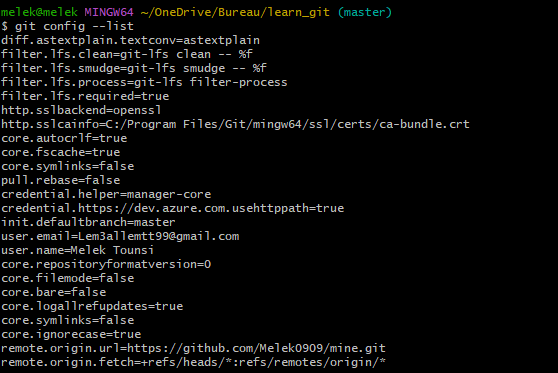 melek@melek MINGW64 ~/OneDrive/Bureau/learn_git (master)
$ git config --list
diff.astextplain.textconv=astextplain
filter.lfs.clean=git-lfs clean -- %f
filter.lfs.smudge=git-lfs smudge -- %f
filter.lfs.process=git-lfs filter-process
filter.lfs.required=true
http.sslbackend=openssl
http.sslcainfo=C:/Program Files/Git/mingw64/ssl/certs/ca-bundle.crt
core.autocrlf=true
core.fscache=true
core.symlinks=false
pull.rebase=false
credential.helper=manager-core
credential.https://dev.azure.com.usehttppath=true
init.defaultbranch=master
user.email=Lem3allemtt99@gmail.com
user.name=Melek Tounsi
core.repositoryformatversion=0
core.filemode=false
core.bare=false
core.logallrefupdates=true
core.symlinks=false
core.ignorecase=true
remote.origin.url=https://github.com/Melek0909/mine.git
remote.origin.fetch=+refs/heads/*:refs/remotes/origin/*